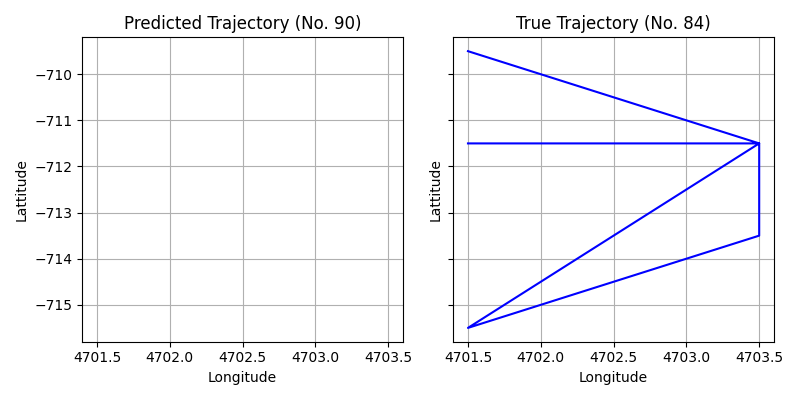 Predicted Trajectory (No. 90)
True Trajectory (No. 84)
Lattitude
−710
−711
−712
−713
−714
−715
4701.5 4702.0 4702.5 4703.0 4703.5
Longitude
Lattitude
4701.5 4702.0 4702.5 4703.0 4703.5
Longitude